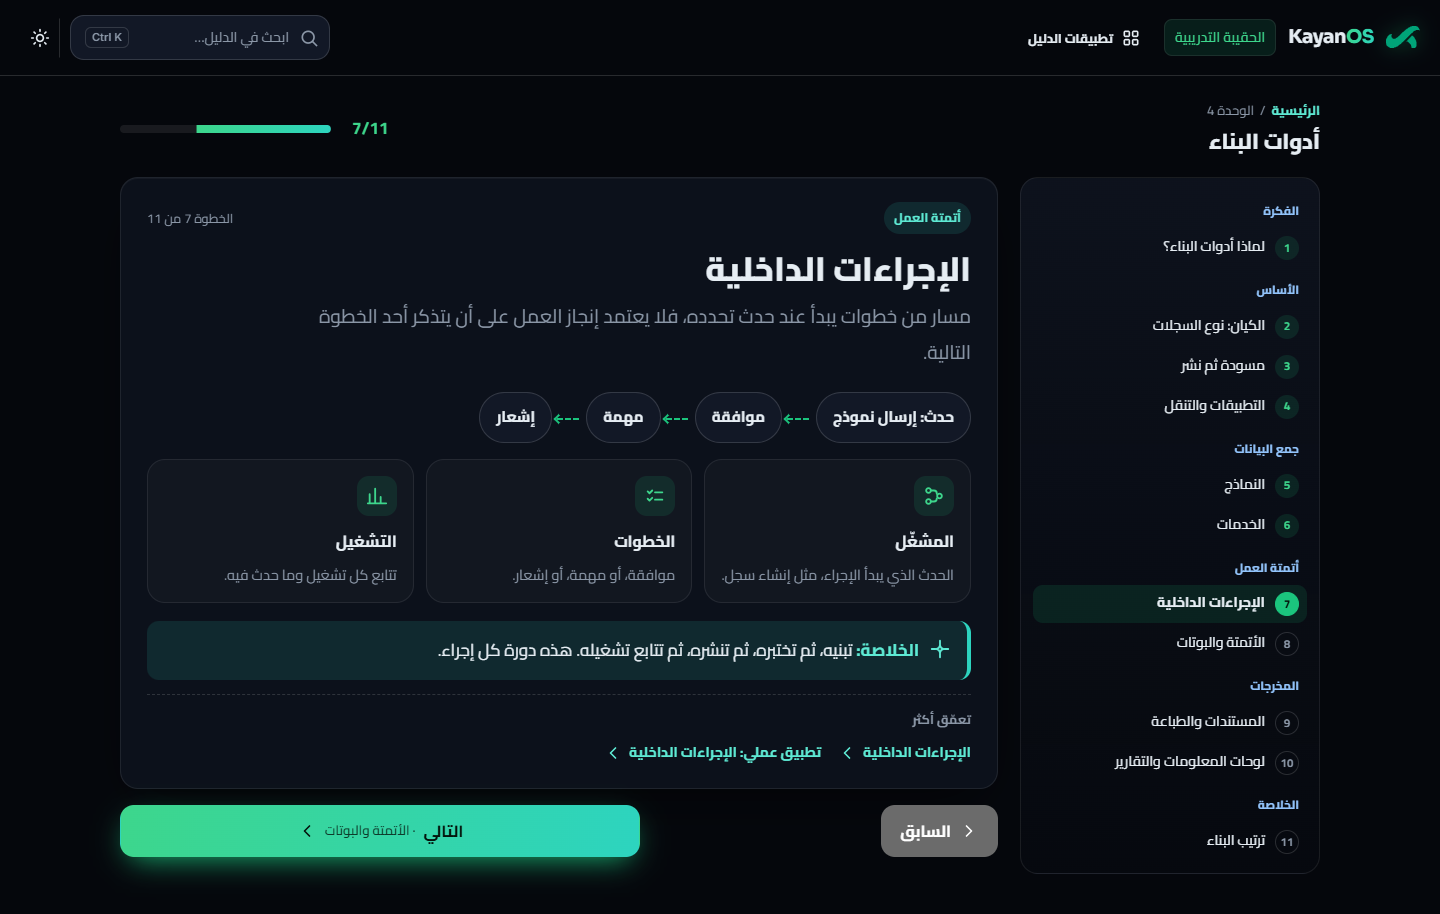 KayanOS
الحقيبة التدريبية
تطبيقات الدليل
ابحث في الدليل...
Ctrl K
الرئيسية / الوحدة 4
أدوات البناء
7/11
الفكرة
1 لماذا أدوات البناء؟
الأساس
2 الكيان: نوع السجلات
3 مسودة ثم نشر
4 التطبيقات والتنقل
جمع البيانات
5 النماذج
6 الخدمات
أتمتة العمل
7 الإجراءات الداخلية
8 الأتمتة والبوتات
المخرجات
9 المستندات والطباعة
10 لوحات المعلومات والتقارير
الخلاصة
11 ترتيب البناء
أتمتة العمل
الخطوة 7 من 11
الإجراءات الداخلية
مسار من خطوات يبدأ عند حدث تحدده، فلا يعتمد إنجاز العمل على أن يتذكر أحد الخطوة
التالية.
حدث: إرسال نموذج
موافقة
مهمة
إشعار
المشغّل
الحدث الذي يبدأ الإجراء، مثل إنشاء سجل.
الخطوات
موافقة، أو مهمة، أو إشعار.
التشغيل
تتابع كل تشغيل وما حدث فيه.
الخلاصة: تبنيه، ثم تختبره، ثم تنشره، ثم تتابع تشغيله. هذه دورة كل إجراء.
تعمّق أكثر
الإجراءات الداخلية
تطبيق عملي: الإجراءات الداخلية
السابق
التالي · الأتمتة والبوتات